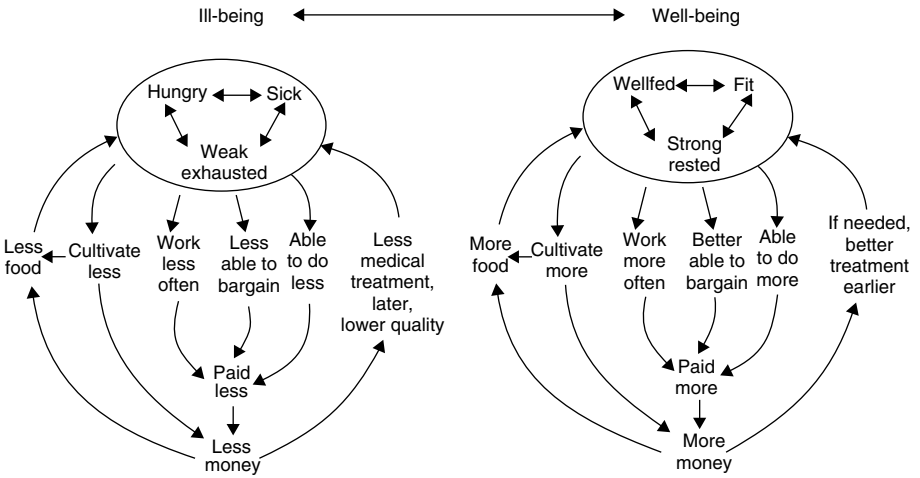 Ill-being
Well-being
Hungry
Sick
Weak
exhausted
Less
food
Cultivate
less
Work
less
often
Less
able to
bargain
Able
to do
less
Less
medical
treatment,
later,
lower quality
Paid
less
Less
money
Wellfed
Fit
Strong
rested
More
food
Cultivate
more
Work
more
often
Better
able to
bargain
Able
to do
more
If needed,
better
treatment
earlier
Paid
more
More
money